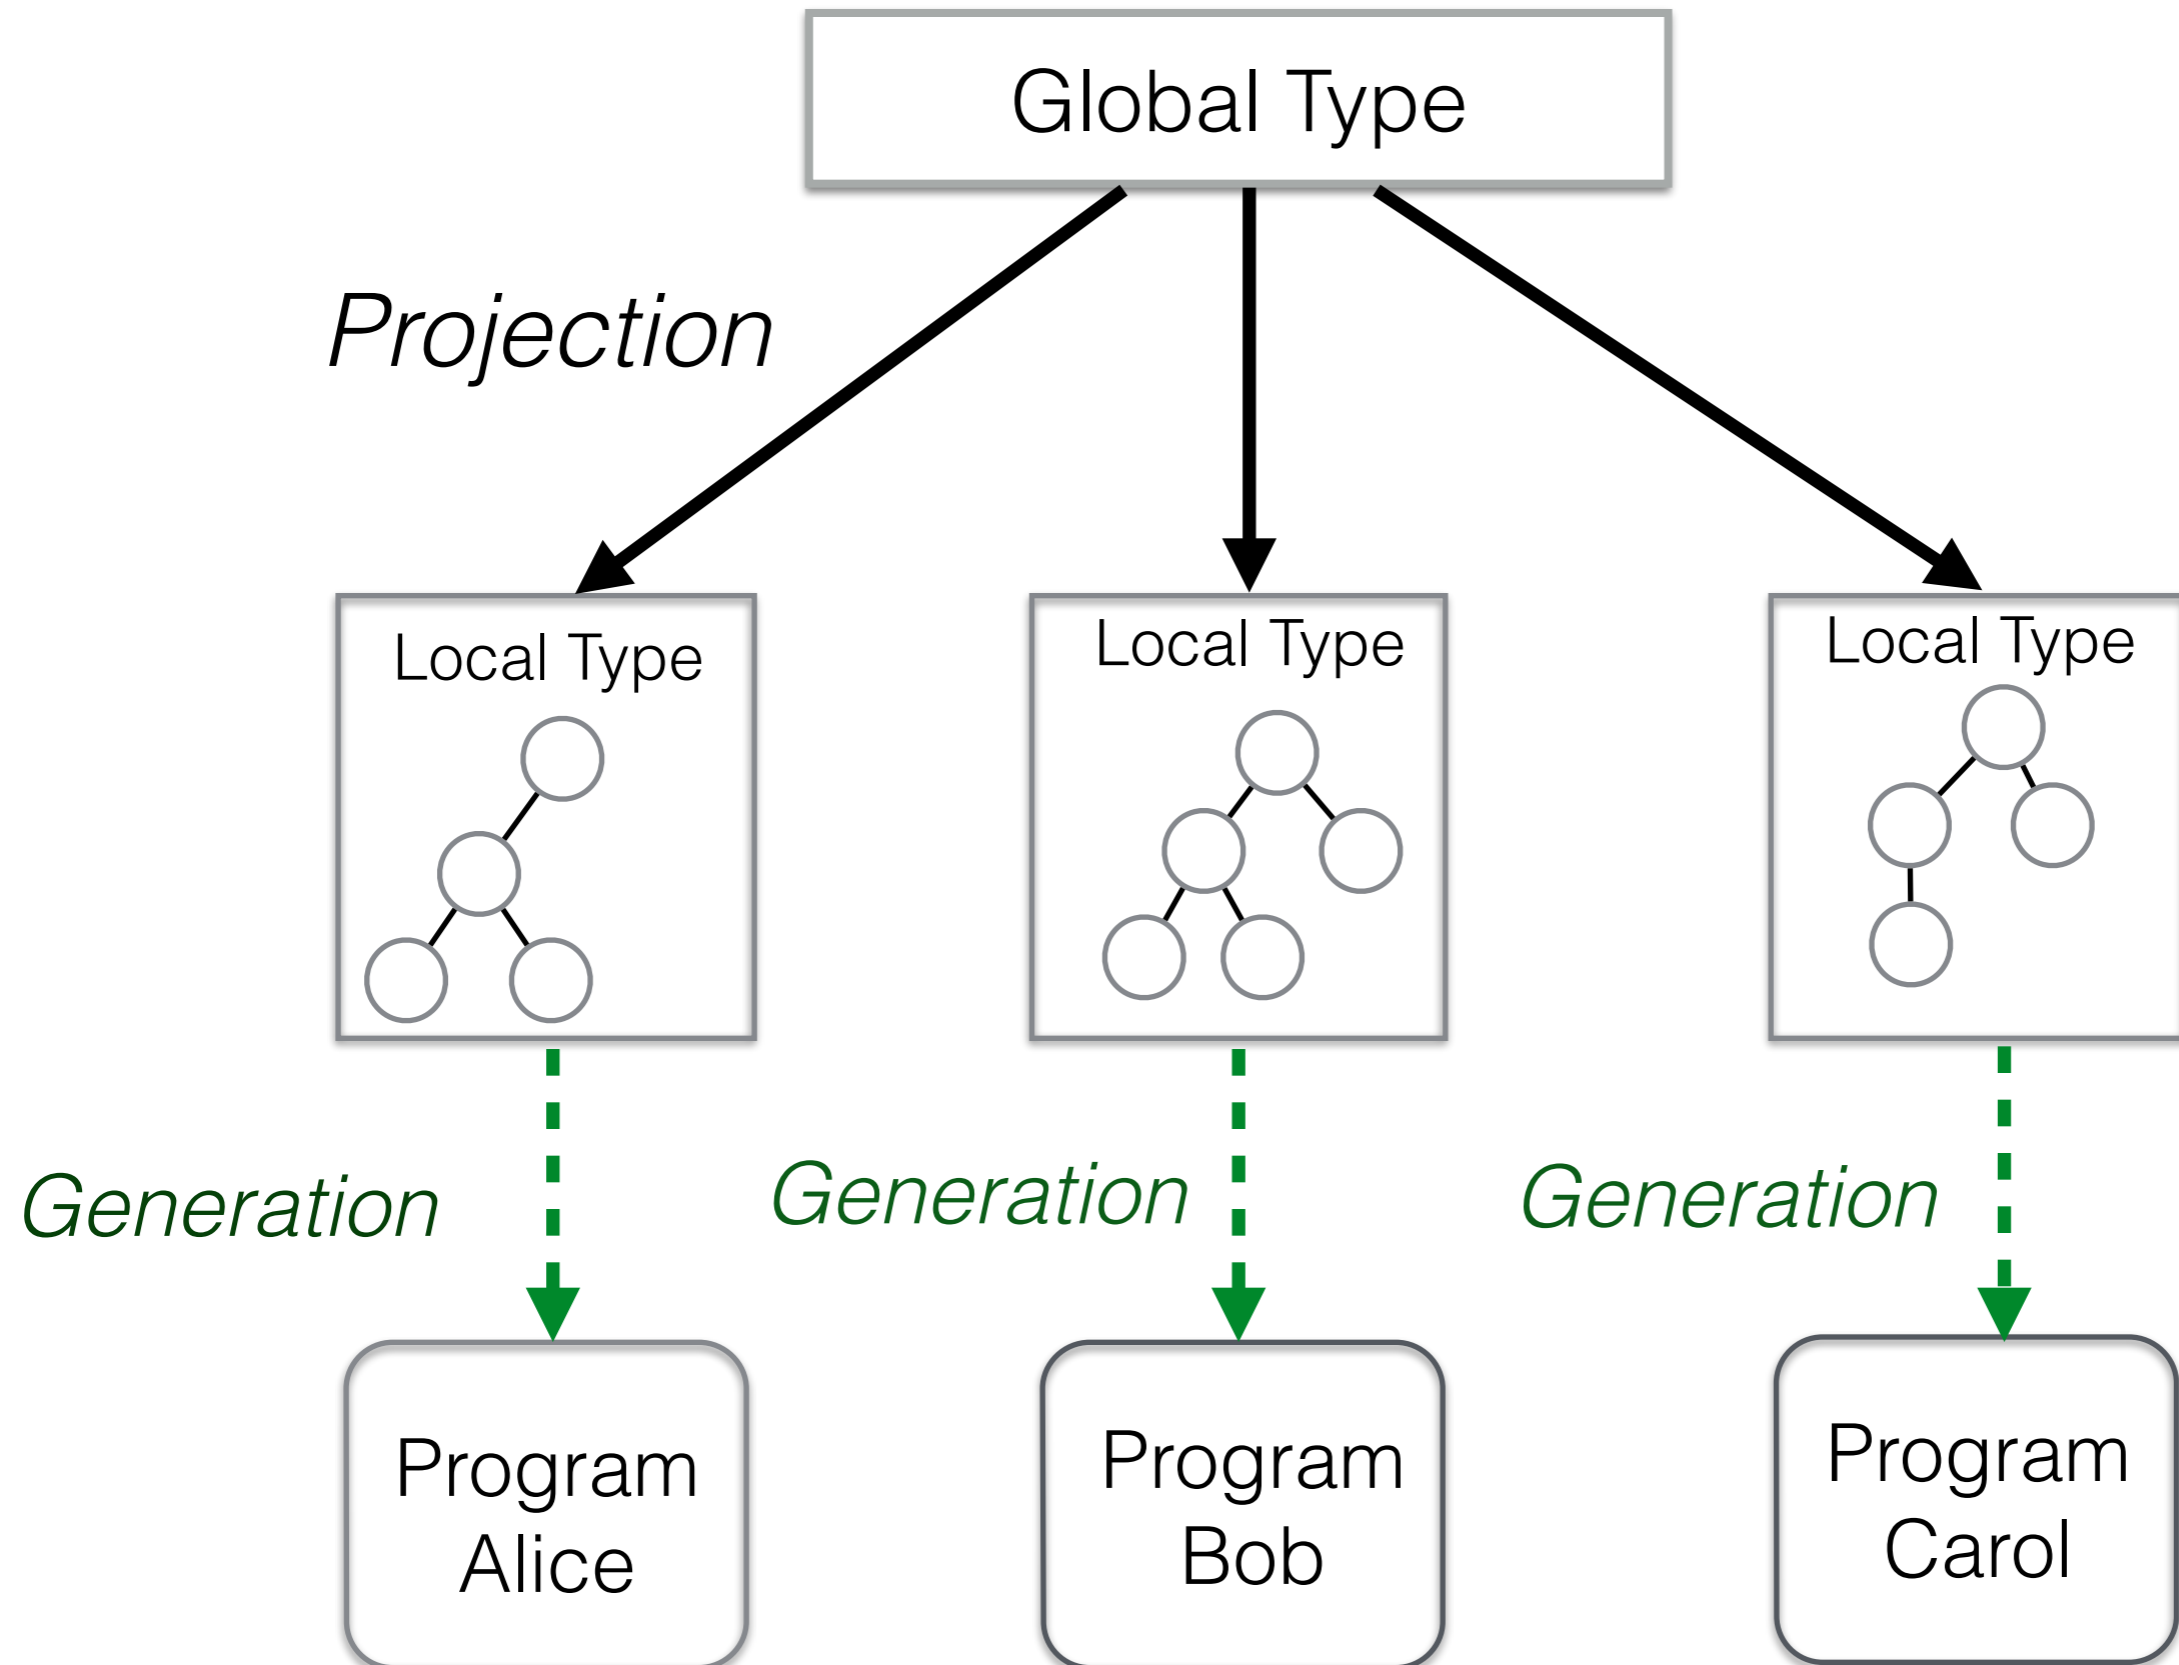 Global Type
Projection
Local Type
Local Type
Local Type
Generation
Generation
Generation
Program
Alice
Program
Bob
Program
Carol